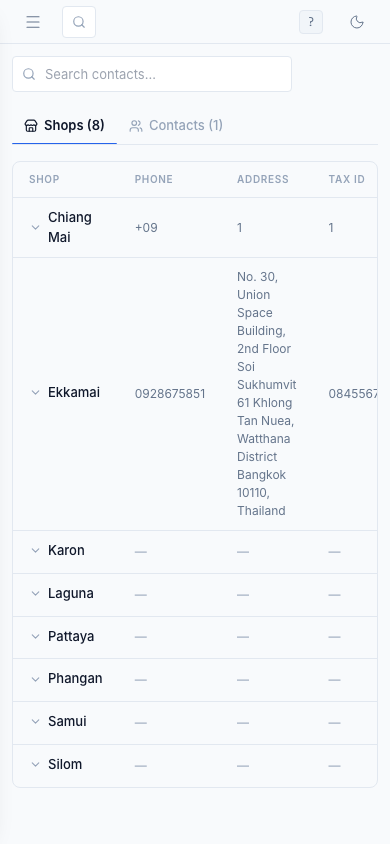 ?
Search contacts...
Shops (8)
Contacts (1)
SHOP PHONE ADDRESS TAX ID
Chiang
Mai
+09
1
1
Ekkamai
0928675851
No. 30,
Union
Space
Building,
2nd Floor
Soi
Sukhumvit
61 Khlong
Tan Nuea,
Watthana
District
Bangkok
10110,
Thailand
0845567
Karon — — —
Laguna — — —
Pattaya — — —
Phangan — — —
Samui — — —
Silom — — —